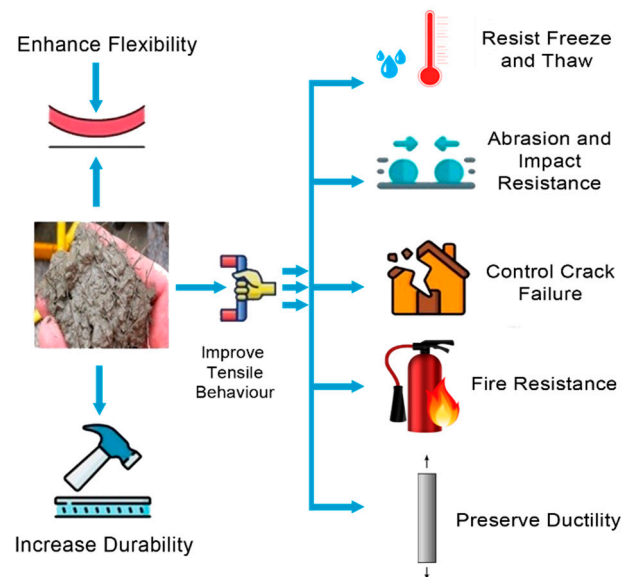 Enhance Flexibility
Improve
Tensile
Behaviour
Increase Durability
Resist Freeze
and Thaw
Abrasion and
Impact
Resistance
Control Crack
Failure
Fire Resistance
Preserve Ductility